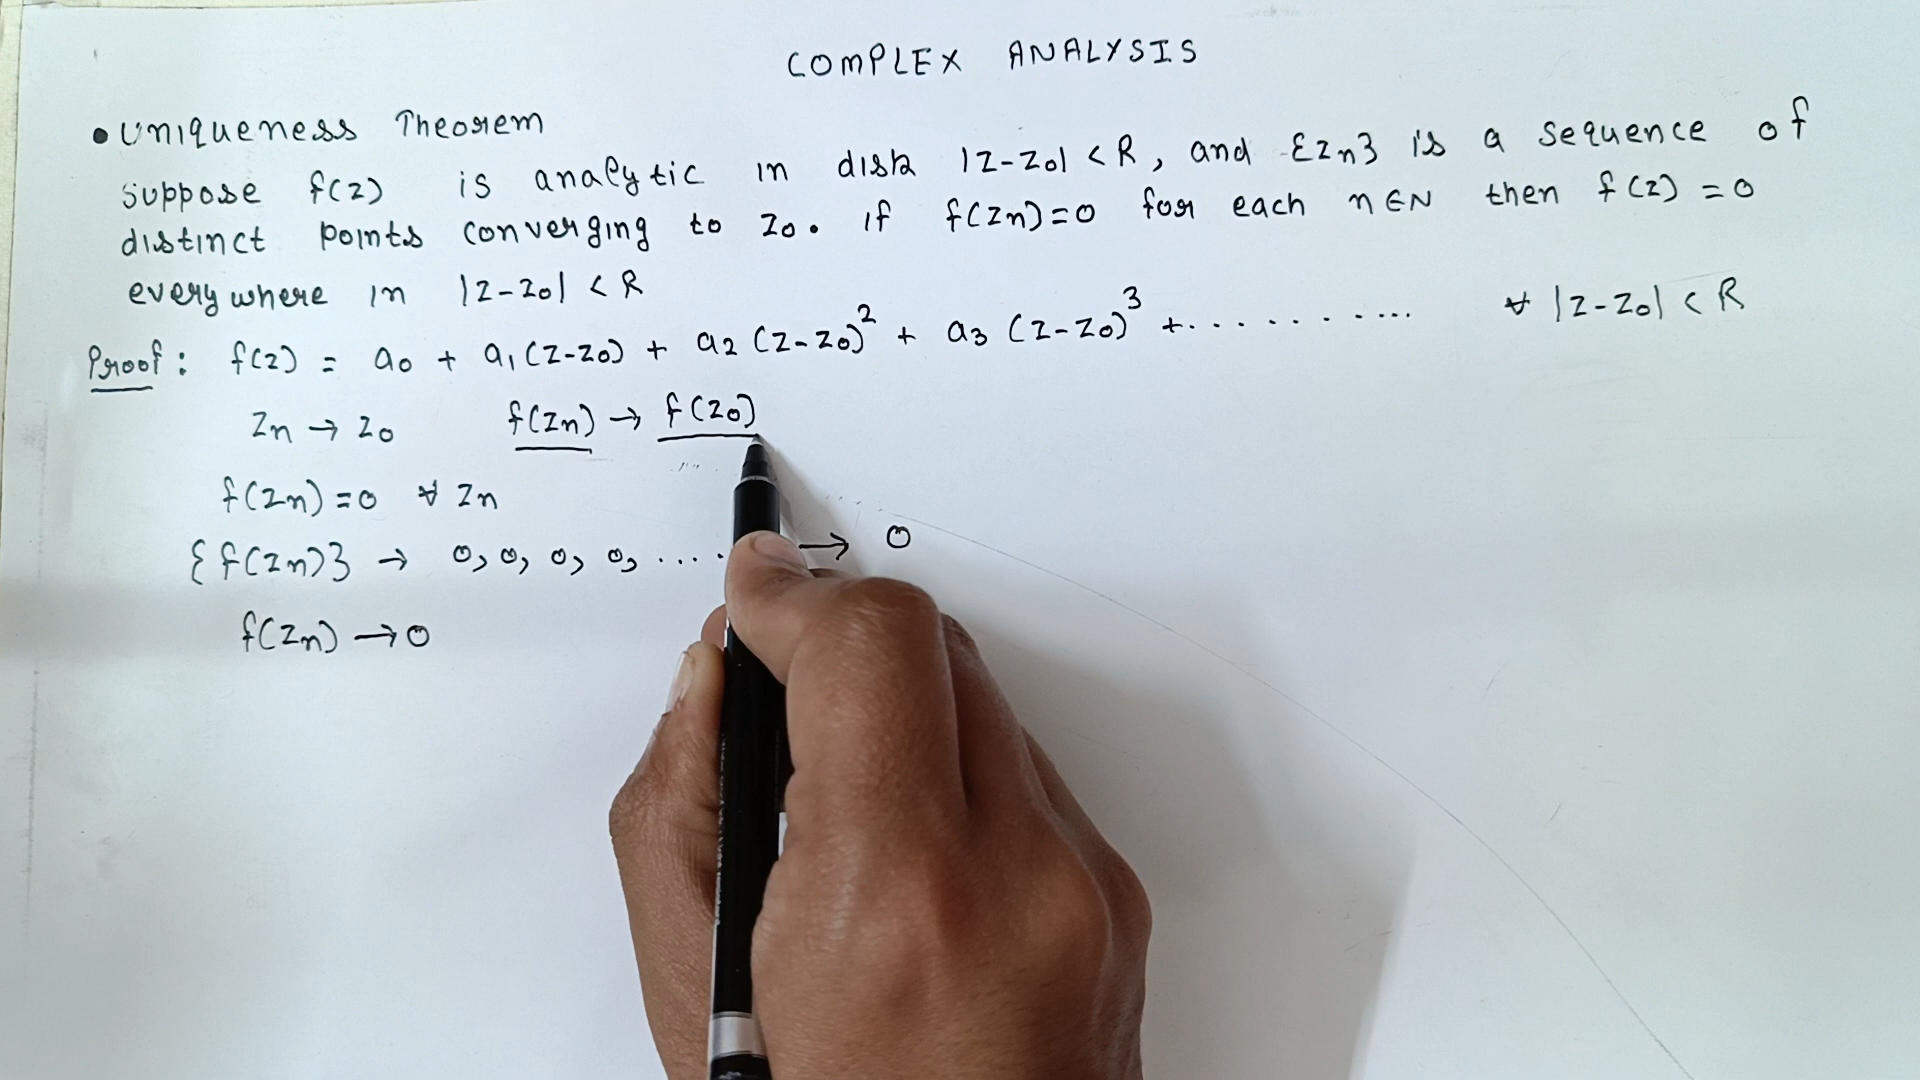 COMPLEX ANALYSIS
• Uniqueness Theorem
suppose f(z) is analytic in disk |z-z₀| < R, and {zn} is a sequence of
distinct points converging to z₀. if f(zn)=0 for each n∈N then f(z) = 0
everywhere in |z-z₀| < R
Proof: f(z) = a₀ + a₁(z-z₀) + a₂(z-z₀)² + a₃(z-z₀)³ +............ ∀ |z-z₀| < R
zn → z₀ f(zn) → f(z₀)
f(zn)=0 ∀ zn
{f(zn)} → 0, 0, 0, 0, .... → 0
f(zn) → 0